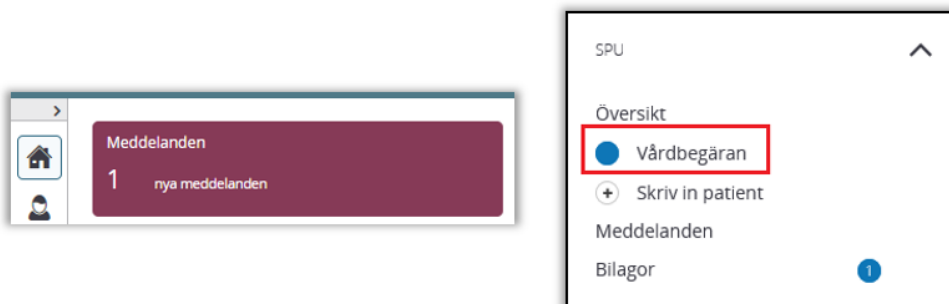 Meddelanden
1 nya meddelanden
SPU
Översikt
Vårdbegäran
Skriv in patient
Meddelanden
Bilagor 1